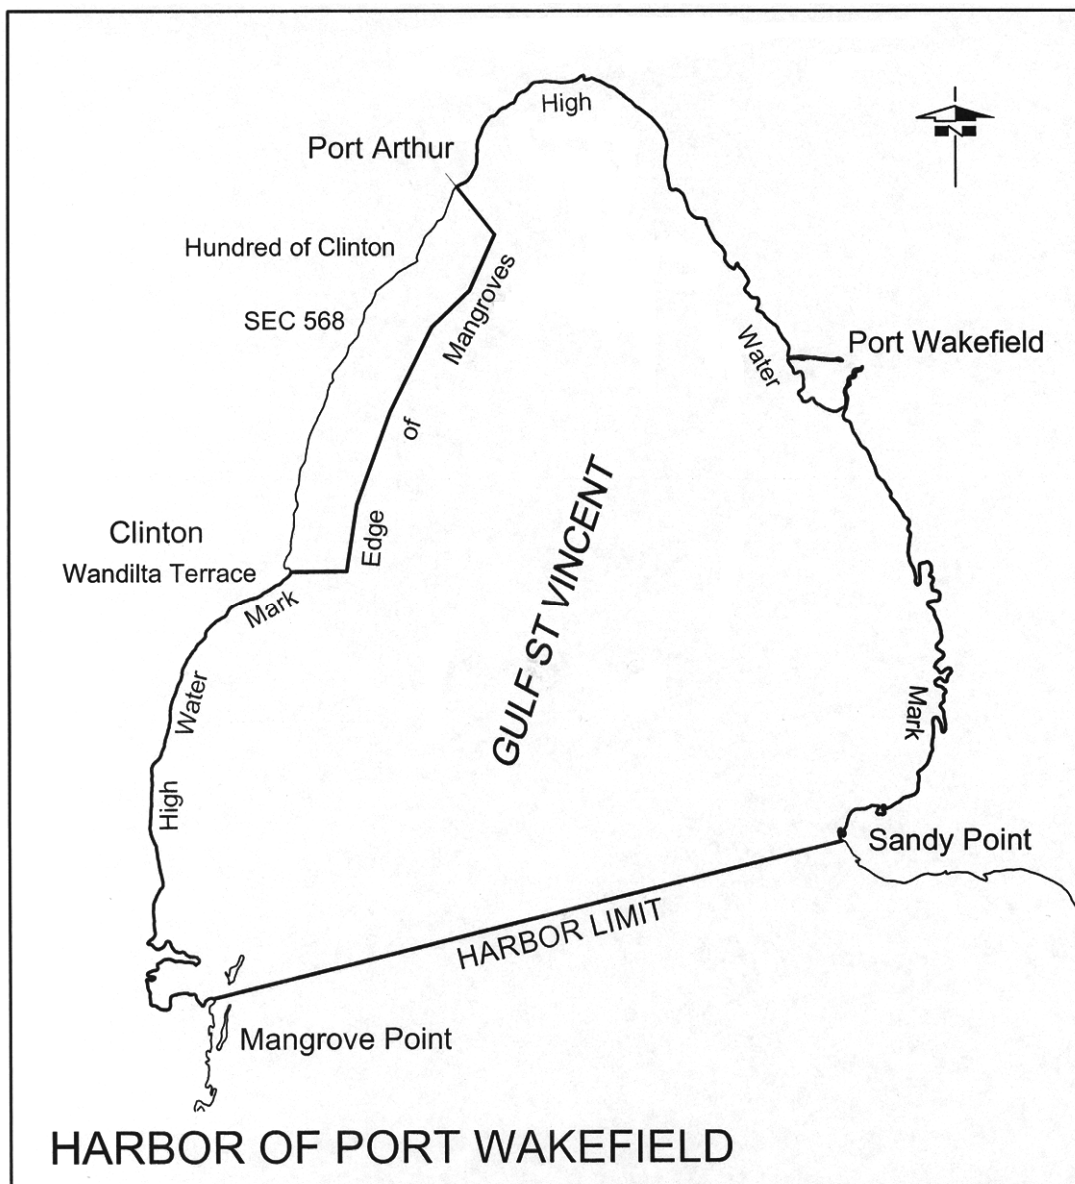 High
Port Arthur
N
Hundred of Clinton
Mangroves
SEC 568
Water
Port Wakefield
of
Clinton
Edge
Wandilta Terrace
Mark
GULF ST VINCENT
Water
Mark
High
Sandy Point
HARBOR LIMIT
Mangrove Point
HARBOR OF PORT WAKEFIELD